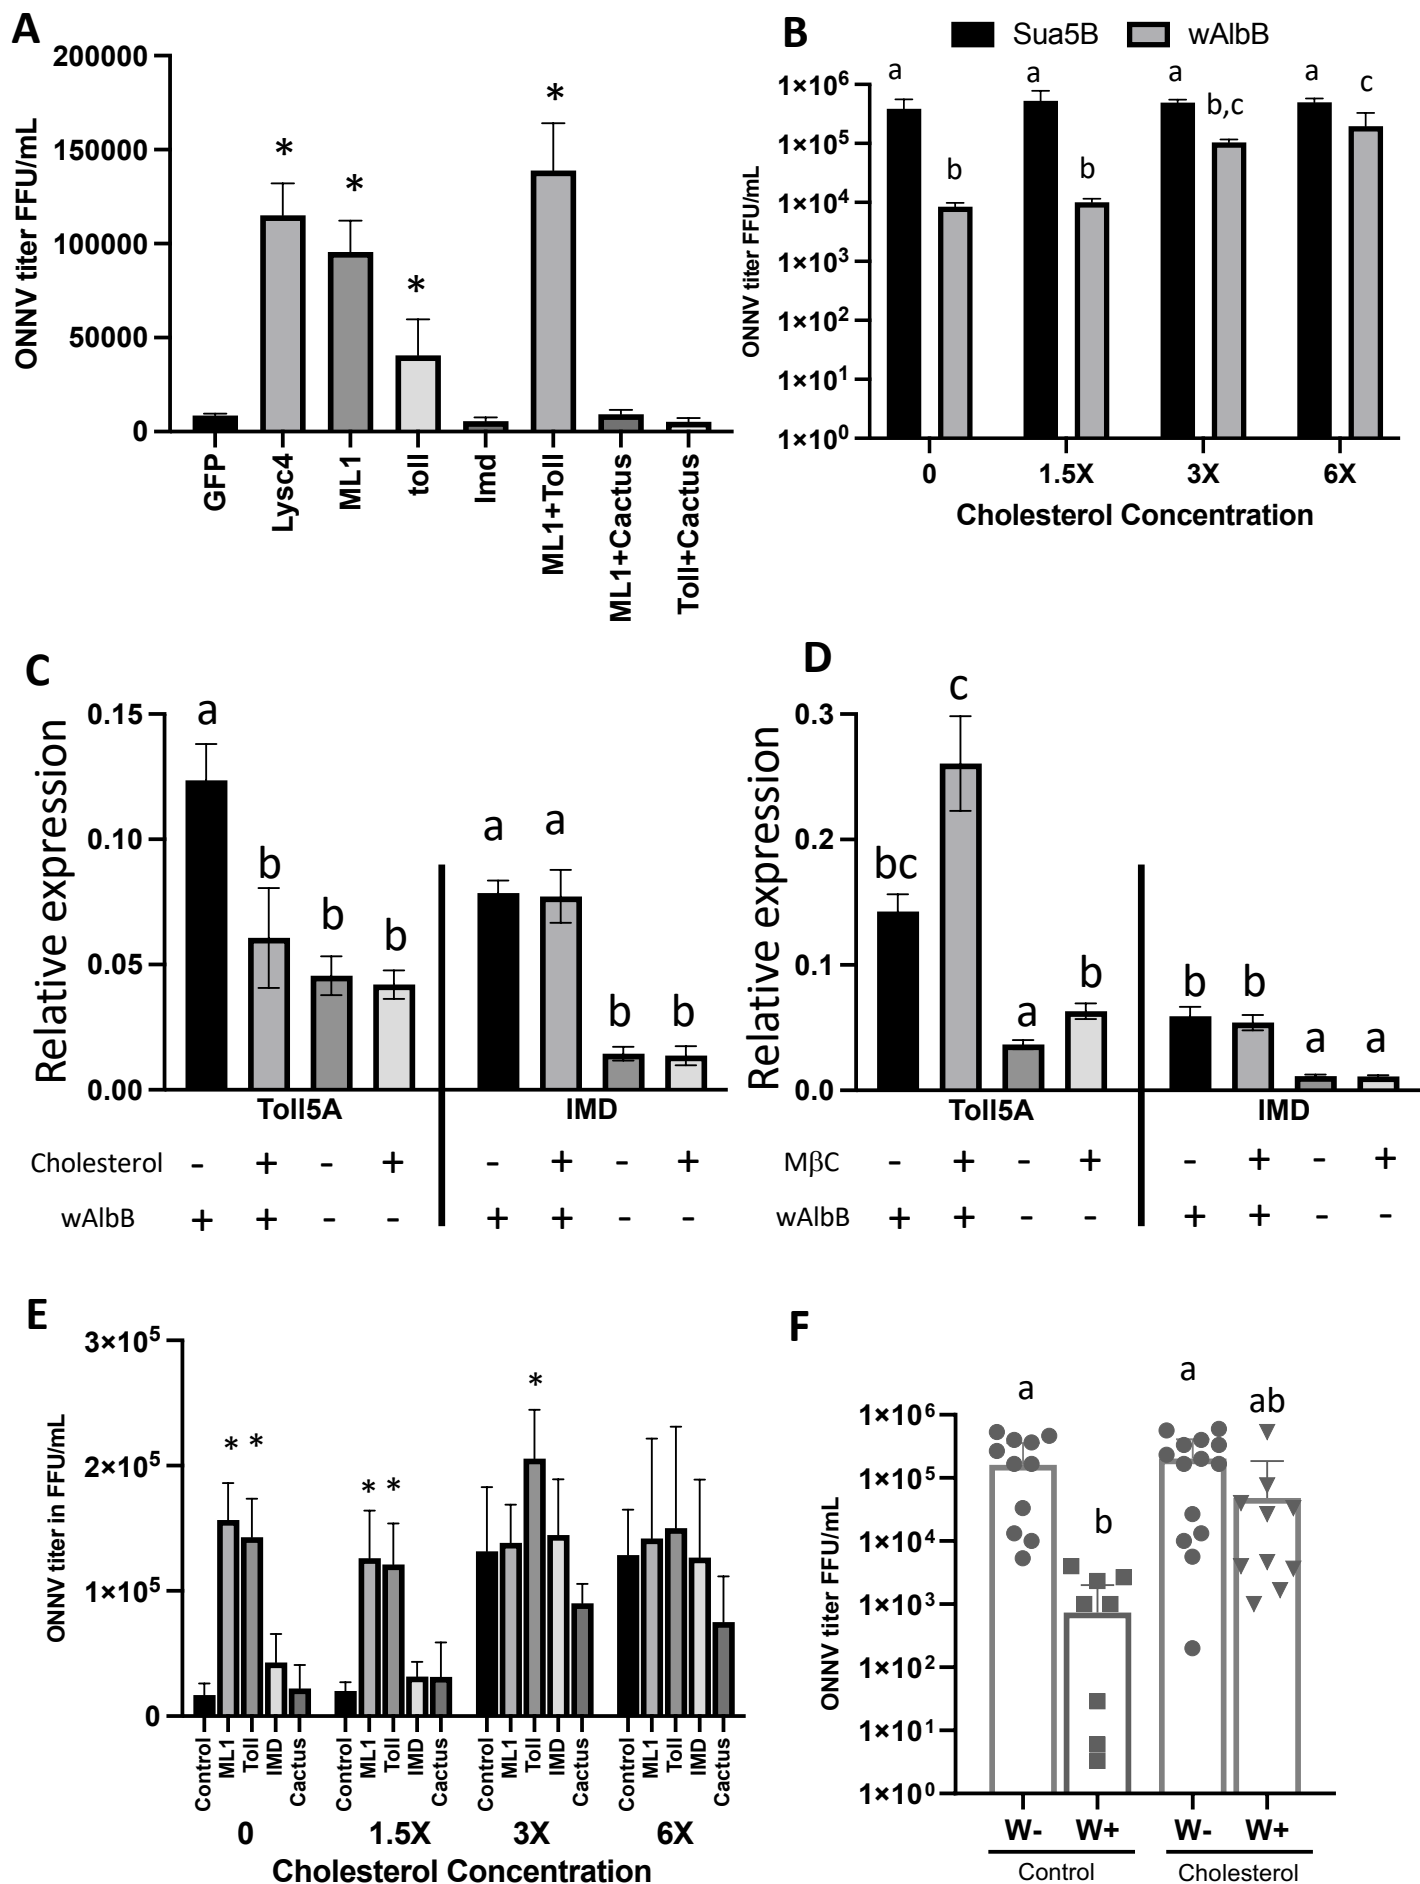 A
ONNV titer FFU/mL
200000
150000
100000
50000
0
*
*
*
*
GFP
Lysc4
ML1
toll
Imd
ML1+Toll
ML1+Cactus
Toll+Cactus
B
Sua5B wAlbB
ONNV titer FFU/mL
1×10⁶
1×10⁵
1×10⁴
1×10³
1×10²
1×10¹
1×10⁰
a b a b a b,c a c
0 1.5X 3X 6X
Cholesterol Concentration
C
Relative expression
0.15
0.10
0.05
0.00
a b b b a a b b
Toll5A IMD
Cholesterol - + - + - + - +
wAlbB + + - - + + - -
D
Relative expression
0.3
0.2
0.1
0.0
bc c a b b b a a
Toll5A IMD
MβC - + - + - + - +
wAlbB + + - - + + - -
E
ONNV titer in FFU/mL
3×10⁵
2×10⁵
1×10⁵
0
* * * * *
Control ML1 Toll IMD Cactus Control ML1 Toll IMD Cactus Control ML1 Toll IMD Cactus Control ML1 Toll IMD Cactus
0 1.5X 3X 6X
Cholesterol Concentration
F
ONNV titer FFU/mL
1×10⁶
1×10⁵
1×10⁴
1×10³
1×10²
1×10¹
1×10⁰
a b a ab
W- W+ W- W+
Control Cholesterol